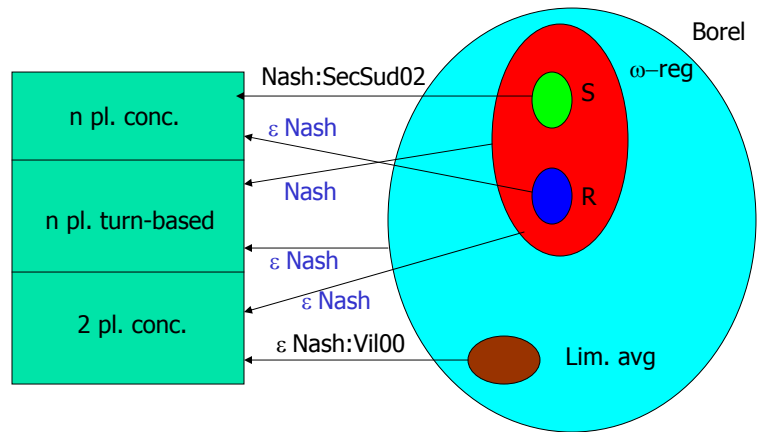 Borel
ω–reg
Nash:SecSud02
S
n pl. conc.
ε Nash
Nash
R
n pl. turn-based
ε Nash
ε Nash
2 pl. conc.
ε Nash:Vil00
Lim. avg